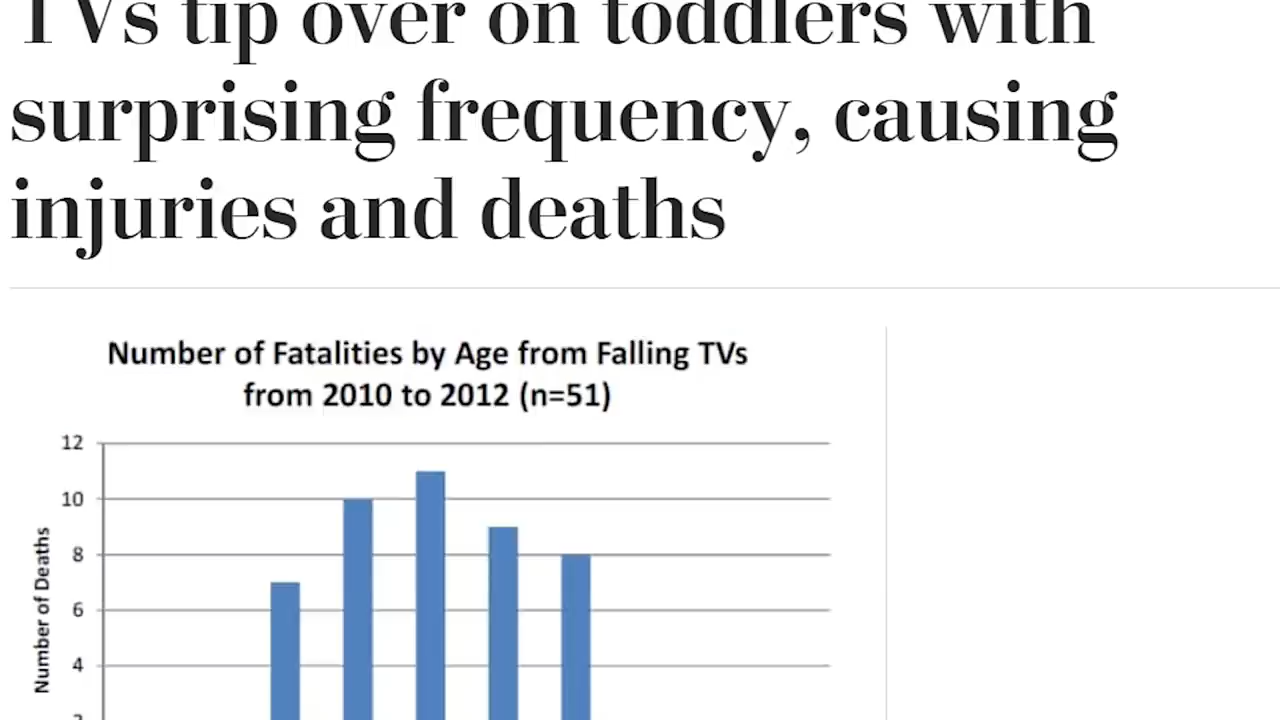 TVs tip over on toddlers with
surprising frequency, causing
injuries and deaths
Number of Fatalities by Age from Falling TVs
from 2010 to 2012 (n=51)
12
10
8
6
4
2
Number of Deaths